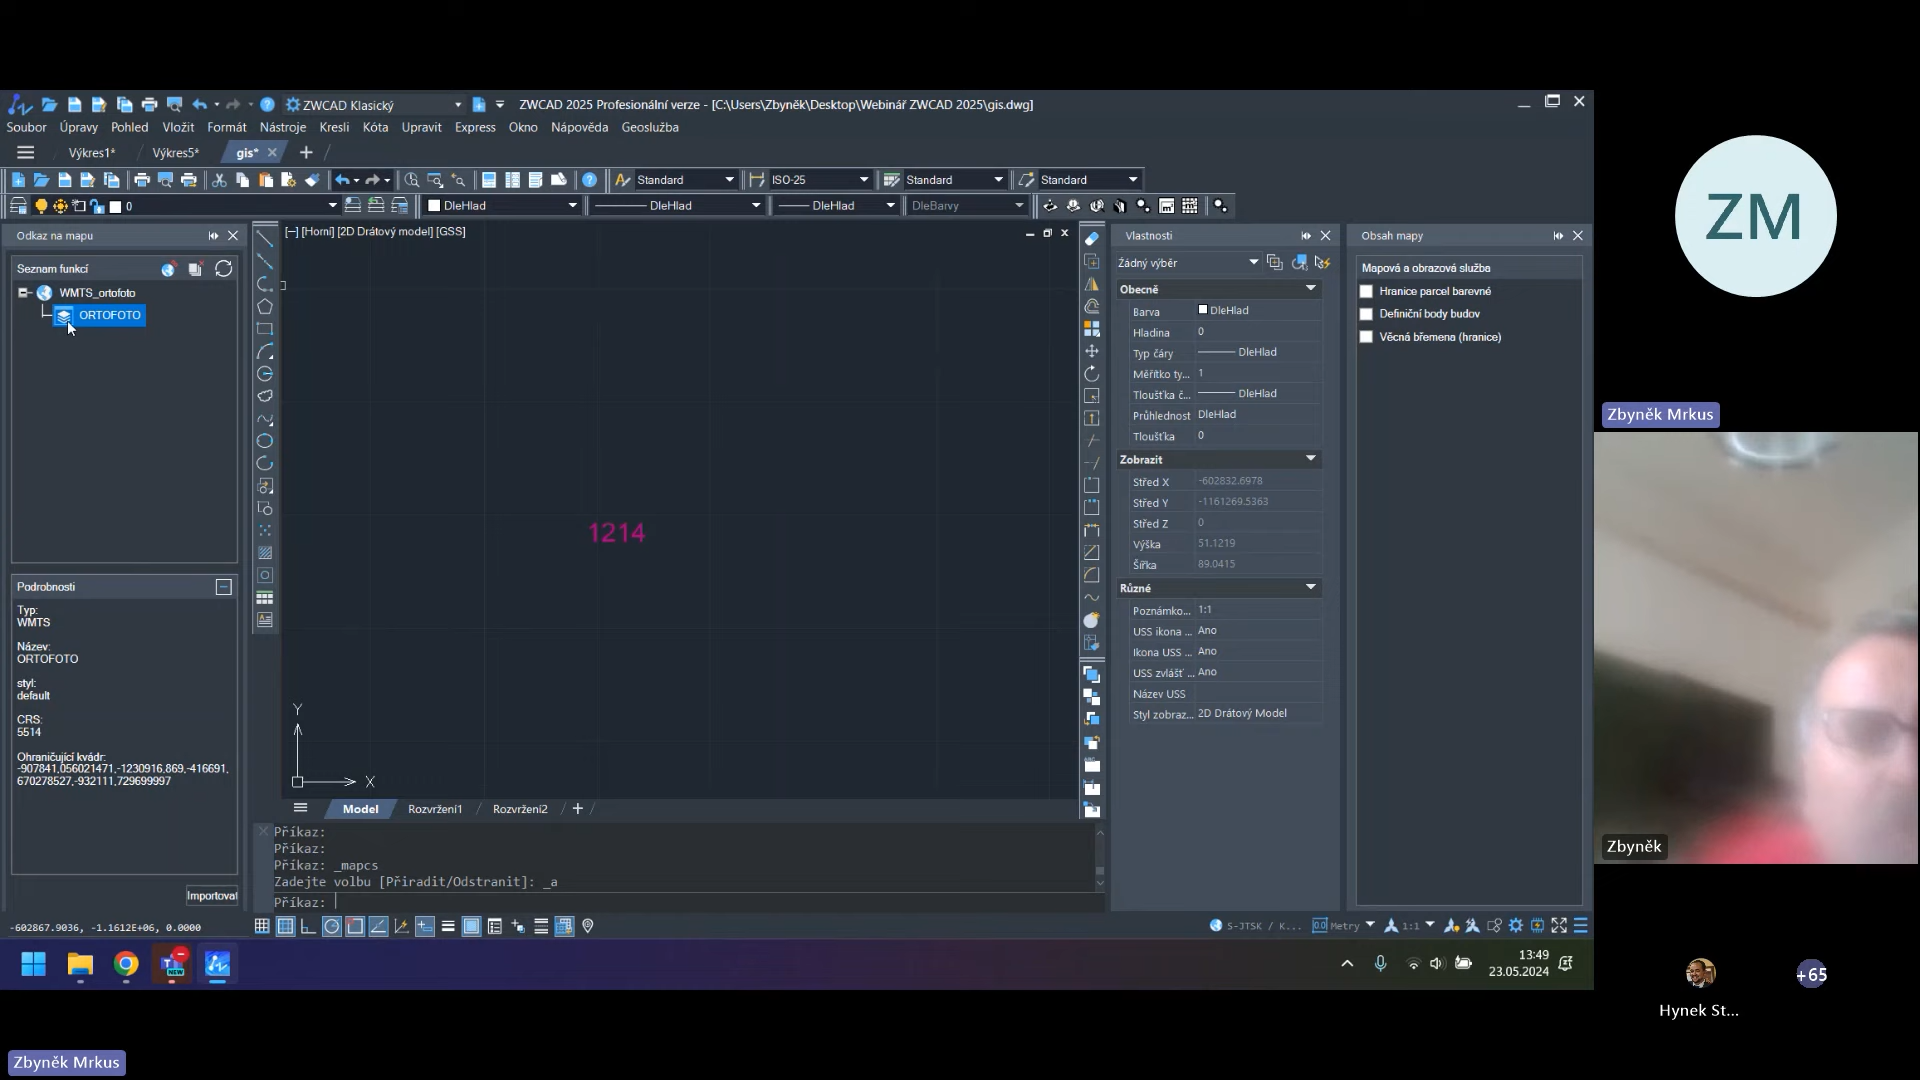 ZWCAD Klasický
ZWCAD 2025 Profesionální verze - [C:\Users\Zbyněk\Desktop\Webinář ZWCAD 2025\gis.dwg]
Soubor Úpravy Pohled Vložit Formát Nástroje Kresli Kóta Upravit Express Okno Nápověda Geoslužba
Výkres1* Výkres5* gis*
Standard ISO-25 Standard Standard
0 DleHlad DleHlad DleHlad DleBarvy
Odkaz na mapu
Seznam funkcí
WMTS_ortofoto
ORTOFOTO
Podrobnosti
Typ:
WMTS
Název:
ORTOFOTO
styl:
default
CRS:
5514
Ohraničující kvádr:
-907841,056021471,-1230916,869,-416691,
670278527,-932111,729699997
Importovat
[−] [Horní] [2D Drátový model] [GSS]
1214
Y
X
Model Rozvržení1 Rozvržení2
Příkaz:
Příkaz:
Příkaz: _mapcs
Zadejte volbu [Přiradit/Odstranit]: _a
Příkaz:
Vlastnosti
Žádný výběr
Obecně
Barva DleHlad
Hladina 0
Typ čáry DleHlad
Měřítko ty... 1
Tloušťka č... DleHlad
Průhlednost DleHlad
Tloušťka 0
Zobrazit
Střed X -602832.6978
Střed Y -1161269.5363
Střed Z 0
Výška 51.1219
Šířka 89.0415
Různé
Poznámko... 1:1
USS ikona ... Ano
Ikona USS ... Ano
USS zvlášť ... Ano
Název USS
Styl zobraz... 2D Drátový Model
Obsah mapy
Mapová a obrazová služba
Hranice parcel barevné
Definiční body budov
Věcná břemena (hranice)
-602867.9036, -1.1612E+06, 0.0000
S-JTSK / K... Metry 1:1
NEW
13:49
23.05.2024
ZM
Zbyněk Mrkus
Zbyněk
Hynek St...
+65
Zbyněk Mrkus